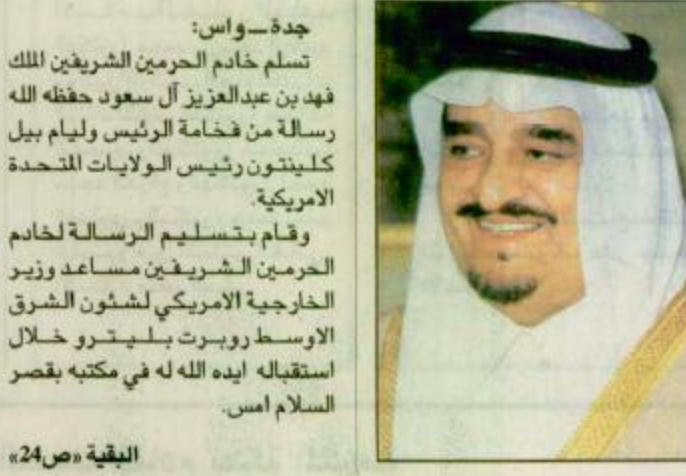 جدة ــ واس:
تسلم خادم الحرمين الشريفين الملك
فهد بن عبدالعزيز آل سعود حفظه الله
رسالة من فخامة الرئيس وليام بيل
كلينتون رئيس الولايات المتحدة
الامريكية.
وقام بتسليم الرسالة لخادم
الحرمين الشريفين مساعد وزير
الخارجية الامريكي لشئون الشرق
الاوسط روبرت بليترو خلال
استقباله ايده الله له في مكتبه بقصر
السلام امس.
البقية «ص24»